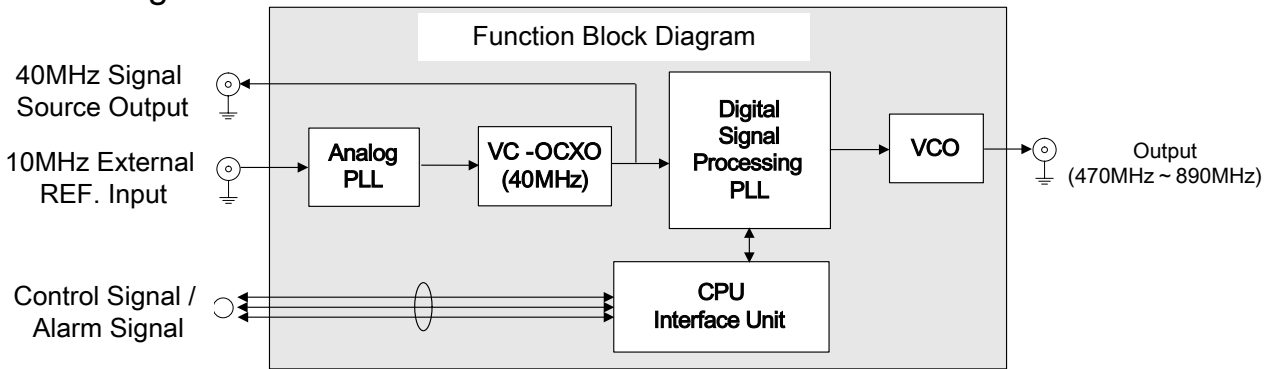 Function Block Diagram
40MHz Signal
Source Output
10MHz External
REF. Input
Analog
PLL
VC -OCXO
(40MHz)
Digital
Signal
Processing
PLL
VCO
Output
(470MHz ~ 890MHz)
Control Signal /
Alarm Signal
CPU
Interface Unit